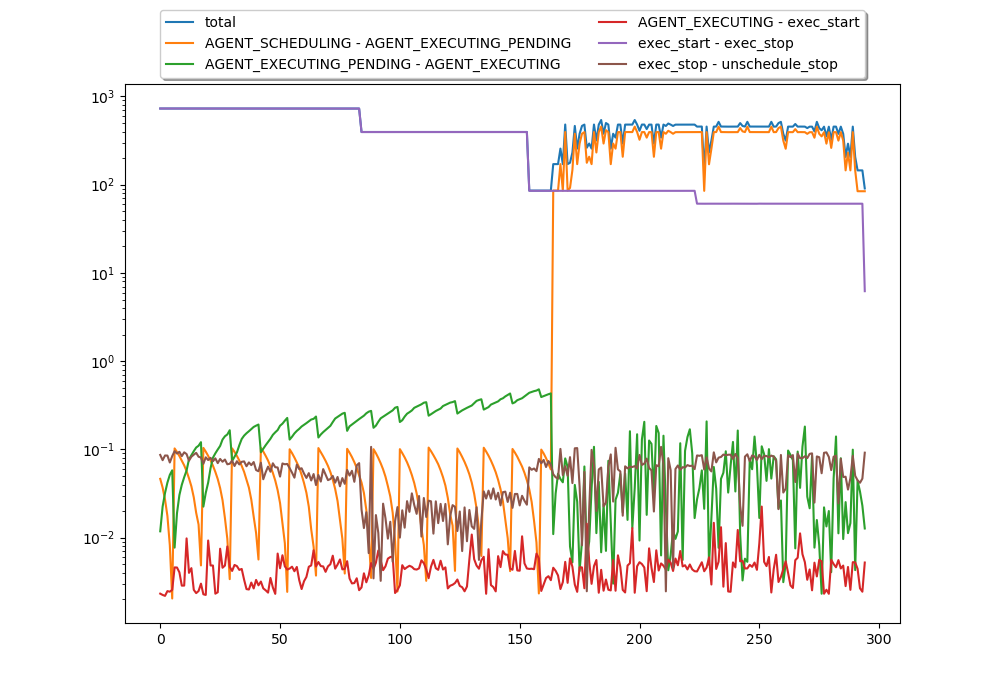 total
AGENT_SCHEDULING - AGENT_EXECUTING_PENDING
AGENT_EXECUTING_PENDING - AGENT_EXECUTING
AGENT_EXECUTING - exec_start
exec_start - exec_stop
exec_stop - unschedule_stop
10³
10²
10¹
10⁰
10⁻¹
10⁻²
0 50 100 150 200 250 300